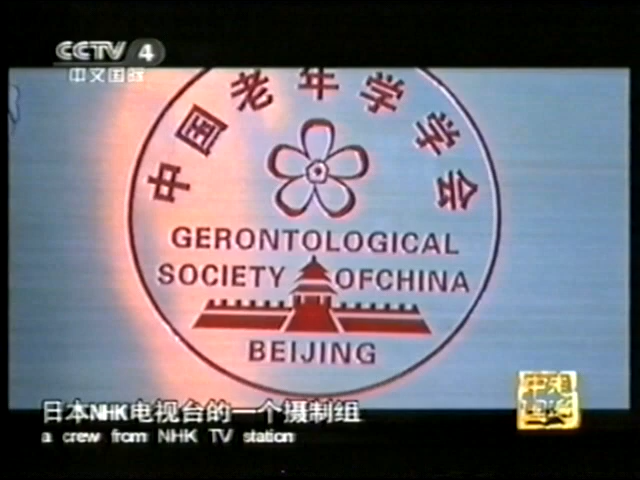 CCTV 4
中文国际
中国老年学学会
GERONTOLOGICAL
SOCIETY OFCHINA
BEIJING
日本NHK电视台的一个摄制组
a crew from NHK TV station